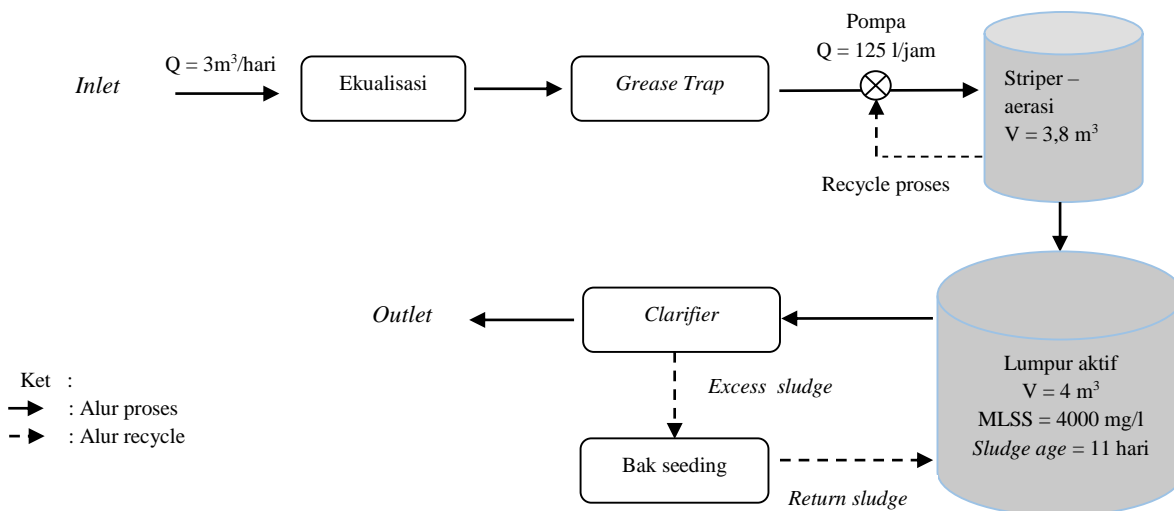 Inlet
Q = 3m³/hari
Ekualisasi
Grease Trap
Pompa
Q = 125 l/jam
Striper –
aerasi
V = 3,8 m³
Recycle proses
Outlet
Clarifier
Excess sludge
Bak seeding
Return sludge
Lumpur aktif
V = 4 m³
MLSS = 4000 mg/l
Sludge age = 11 hari
Ket :
: Alur proses
: Alur recycle